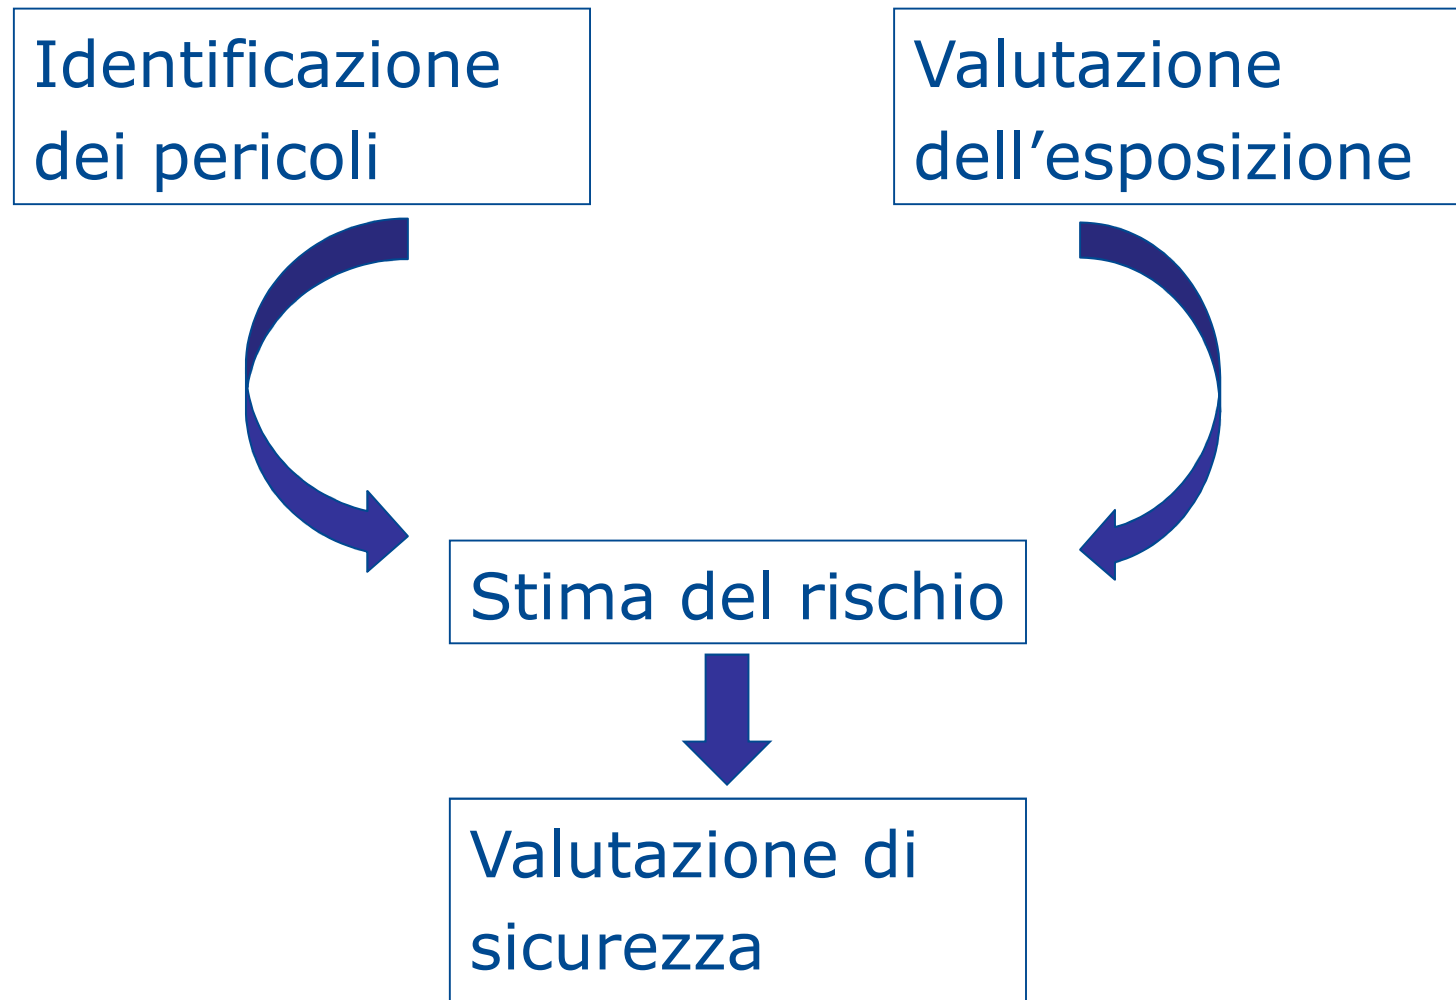 Identificazione
dei pericoli
Valutazione
dell’esposizione
Stima del rischio
Valutazione di
sicurezza